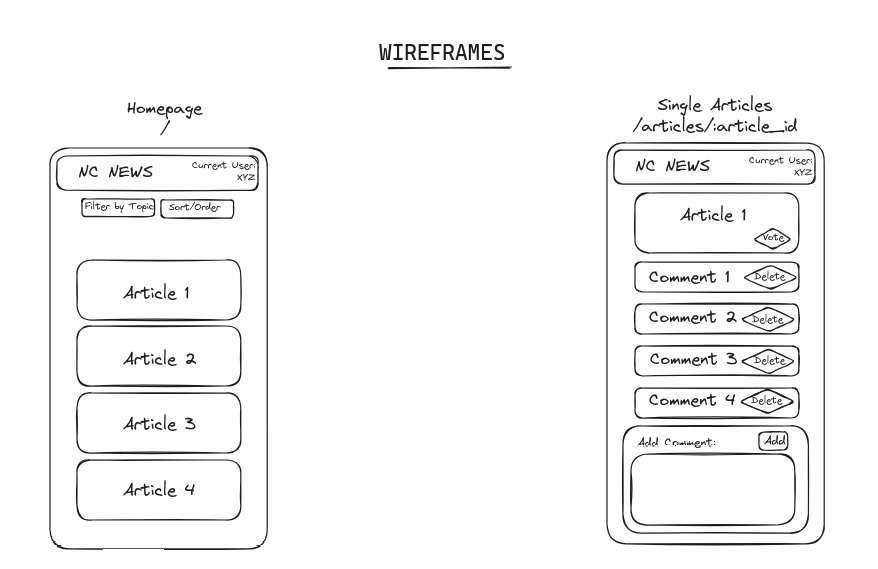 WIREFRAMES
Homepage
NC NEWS
Current User:
XYZ
Filter by Topic
Sort/Order
Article 1
Article 2
Article 3
Article 4
Single Articles
/articles/:article_id
NC NEWS
Current User:
XYZ
Article 1
Vote
Comment 1
Delete
Comment 2
Delete
Comment 3
Delete
Comment 4
Delete
Add Comment:
Add